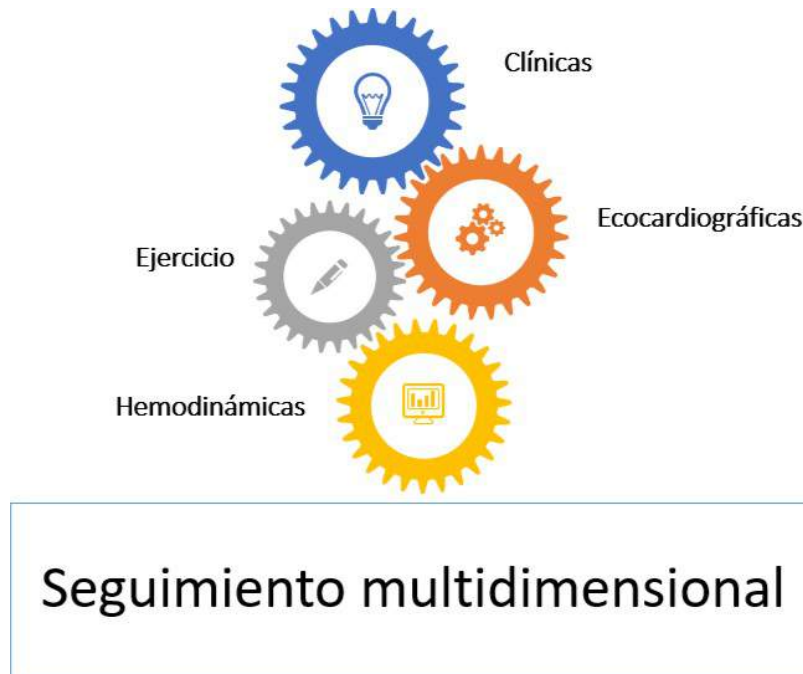 Clínicas
Ecocardiográficas
Ejercicio
Hemodinámicas
Seguimiento multidimensional